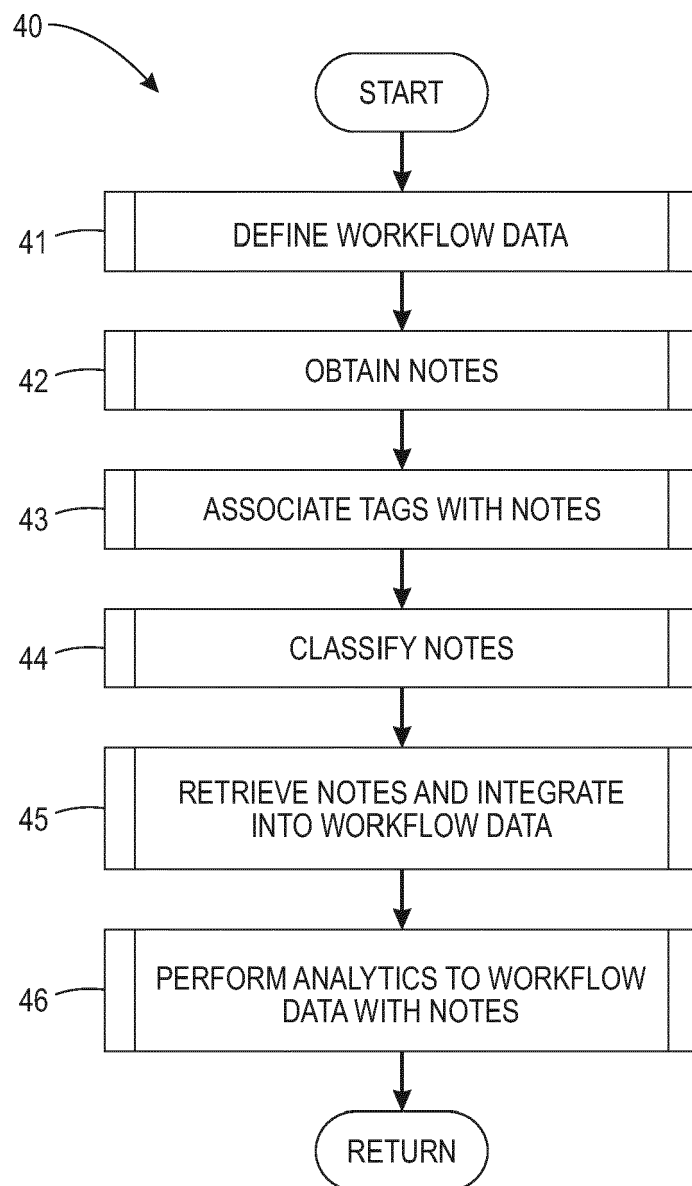 40
START
41
DEFINE WORKFLOW DATA
42
OBTAIN NOTES
43
ASSOCIATE TAGS WITH NOTES
44
CLASSIFY NOTES
45
RETRIEVE NOTES AND INTEGRATE
INTO WORKFLOW DATA
46
PERFORM ANALYTICS TO WORKFLOW
DATA WITH NOTES
RETURN